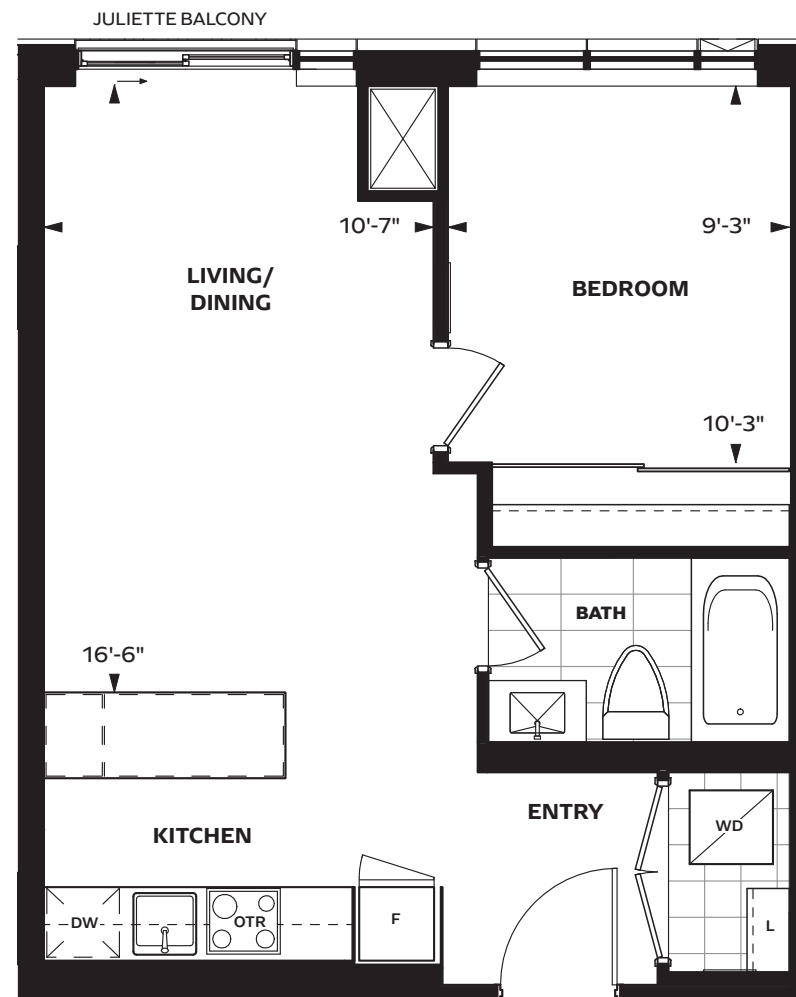 JULIETTE BALCONY
10'-7"
9'-3"
LIVING/
DINING
BEDROOM
10'-3"
BATH
16'-6"
ENTRY
KITCHEN
WD
DW
OTR
F
L